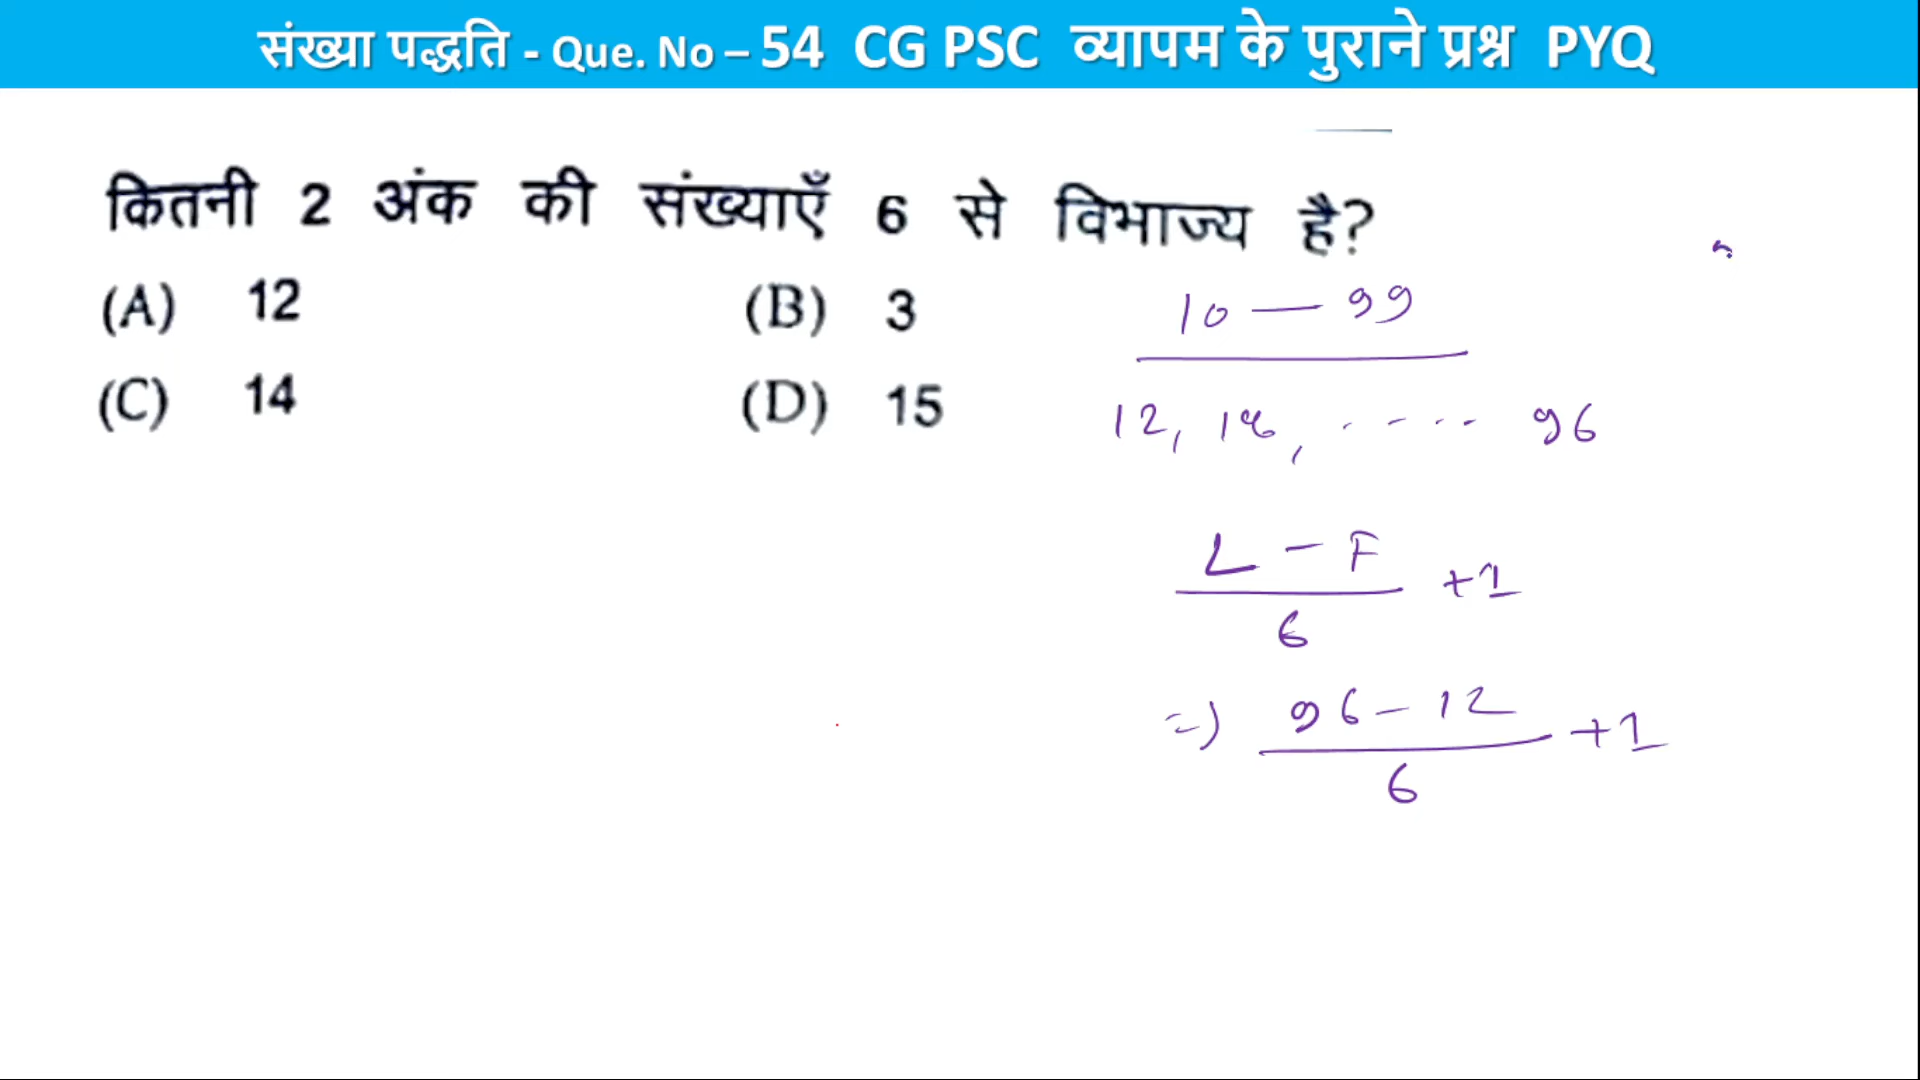 संख्या पद्धति - Que. No – 54 CG PSC व्यापम के पुराने प्रश्न PYQ
कितनी 2 अंक की संख्याएँ 6 से विभाज्य है?
(A) 12 (B) 3
(C) 14 (D) 15
10 — 99
12, 18, ..... 96
L - F
6
+1
=) 96 - 12
6
+1